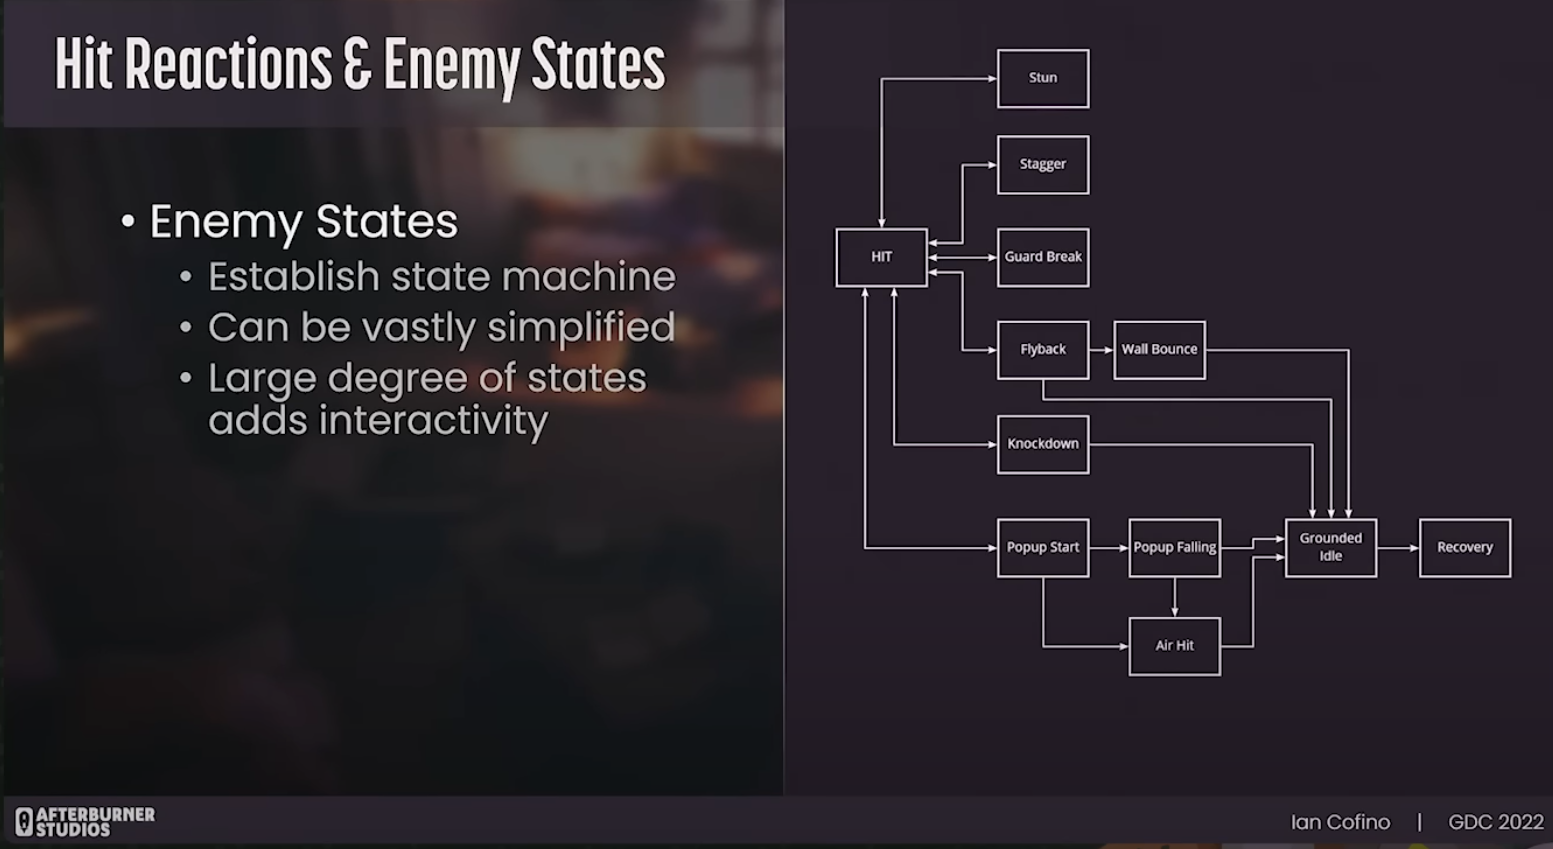 Hit Reactions & Enemy States
• Enemy States
• Establish state machine
• Can be vastly simplified
• Large degree of states
adds interactivity
Stun
Stagger
HIT
Guard Break
Flyback
Wall Bounce
Knockdown
Popup Start
Popup Falling
Grounded
Idle
Recovery
Air Hit
AFTERBURNER
STUDIOS
Ian Cofino | GDC 2022